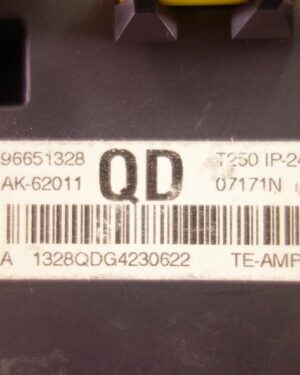 96651328 QD T250 IP-24
AK-62011 07171N
A 1328QDG4230622 TE-AMP